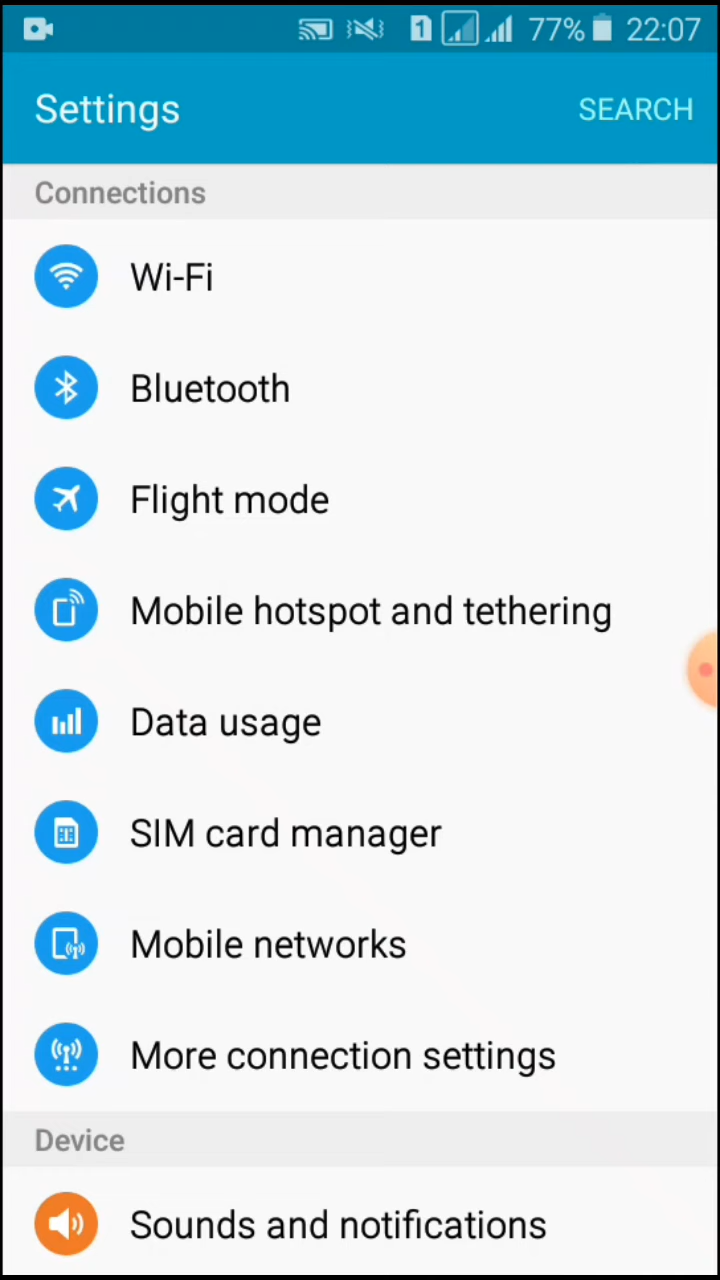 1 77% 22:07
Settings SEARCH
Connections
Wi-Fi
Bluetooth
Flight mode
Mobile hotspot and tethering
Data usage
SIM card manager
Mobile networks
More connection settings
Device
Sounds and notifications